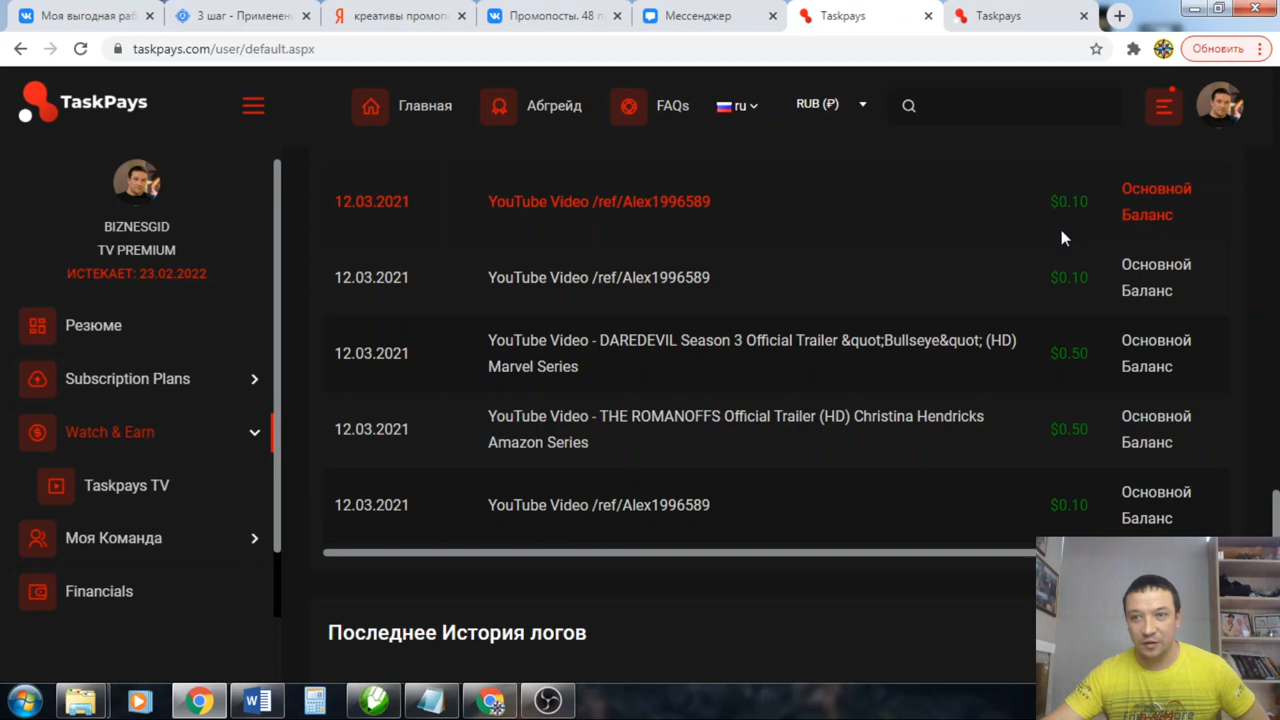 Моя выгодная раб
3 шаг - Применен
креативы промоп
Промопосты. 48 п
Мессенджер
Taskpays
Taskpays
taskpays.com/user/default.aspx
Обновить
TaskPays
Главная
Абгрейд
FAQs
ru
RUB (₽)
BIZNESGID
TV PREMIUM
ИСТЕКАЕТ: 23.02.2022
Резюме
Subscription Plans
Watch & Earn
Taskpays TV
Моя Команда
Financials
12.03.2021 YouTube Video /ref/Alex1996589 $0.10 Основной
Баланс
12.03.2021 YouTube Video /ref/Alex1996589 $0.10 Основной
Баланс
12.03.2021 YouTube Video - DAREDEVIL Season 3 Official Trailer &quot;Bullseye&quot; (HD) $0.50 Основной
Marvel Series Баланс
12.03.2021 YouTube Video - THE ROMANOFFS Official Trailer (HD) Christina Hendricks $0.50 Основной
Amazon Series Баланс
12.03.2021 YouTube Video /ref/Alex1996589 $0.10 Основной
Баланс
Последнее История логов